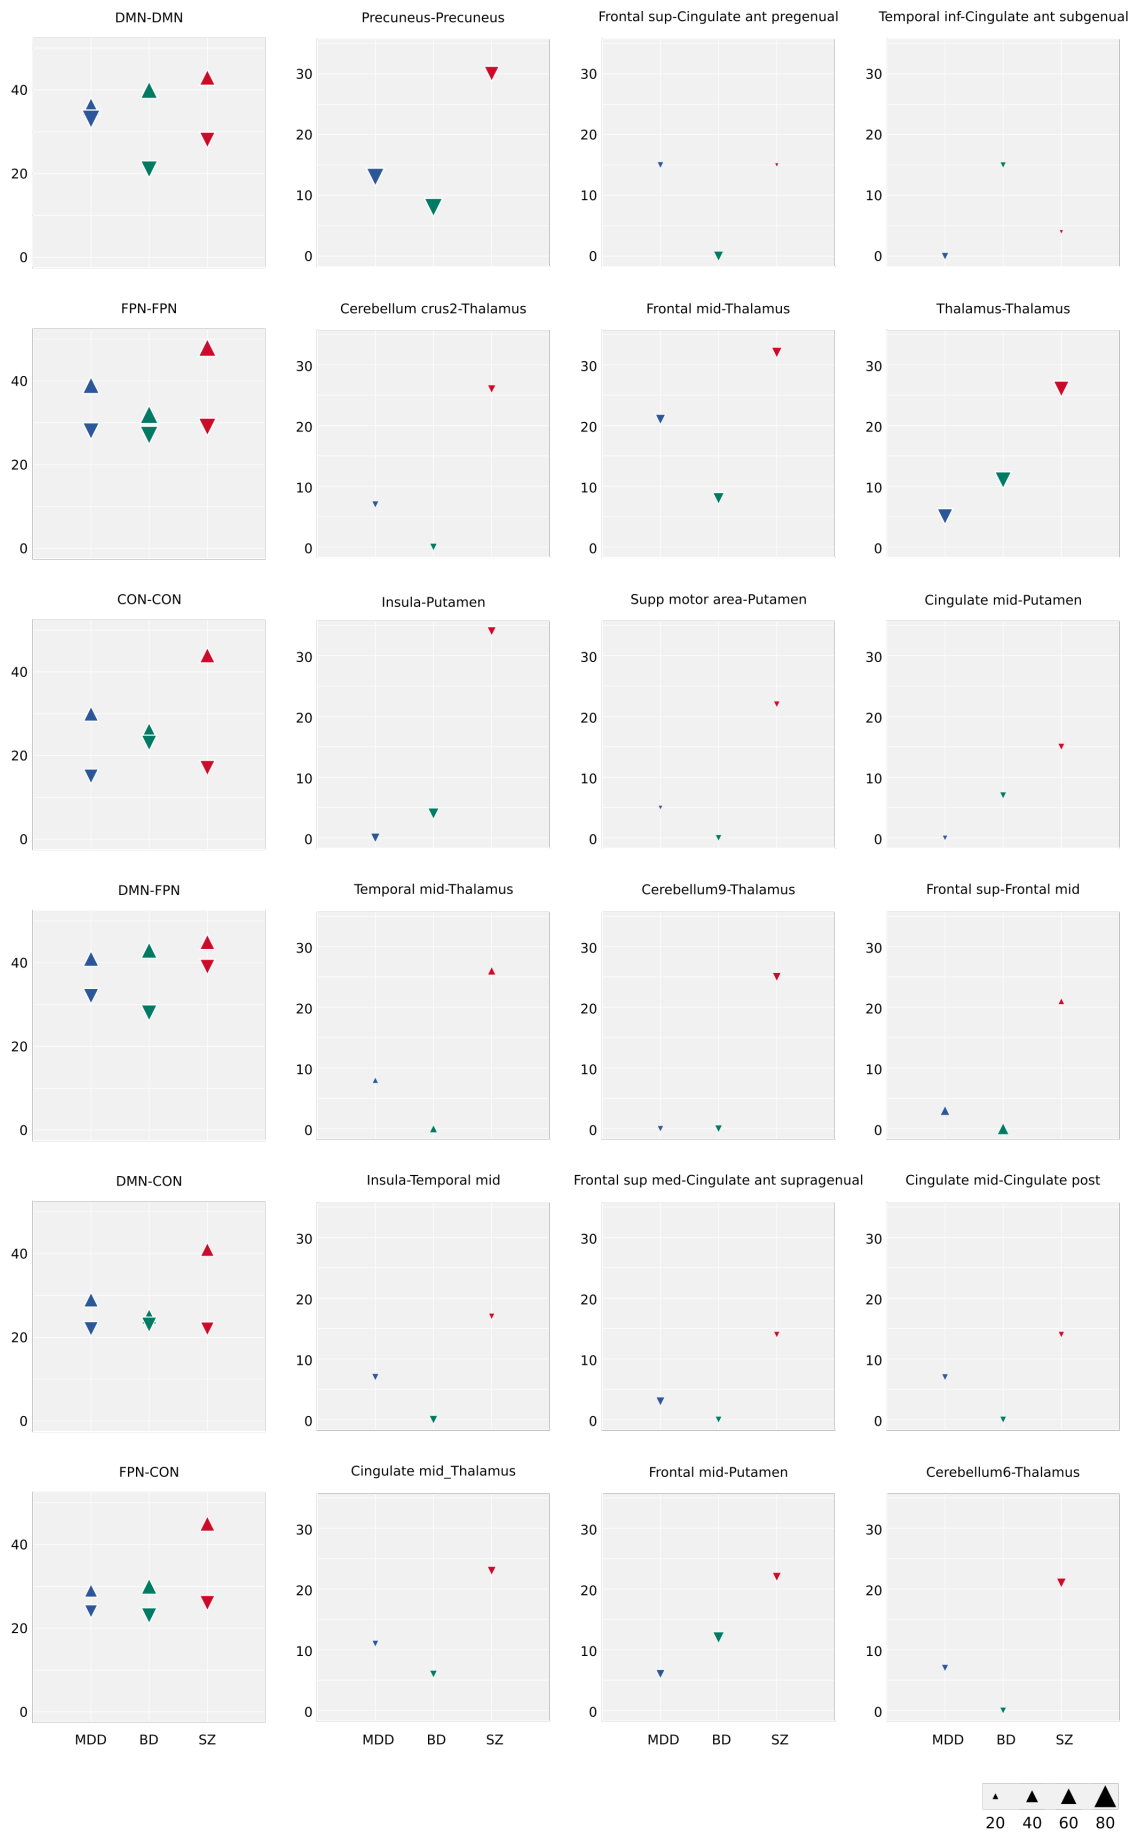 DMN-DMN Precuneus-Precuneus Frontal sup-Cingulate ant pregenual Temporal inf-Cingulate ant subgenual
40 30 30 30
20 20 20 20
0 10 10 10
0 0 0
FPN-FPN Cerebellum crus2-Thalamus Frontal mid-Thalamus Thalamus-Thalamus
40 30 30 30
20 20 20 20
0 10 10 10
0 0 0
CON-CON Insula-Putamen Supp motor area-Putamen Cingulate mid-Putamen
40 30 30 30
20 20 20 20
0 10 10 10
0 0 0
DMN-FPN Temporal mid-Thalamus Cerebellum9-Thalamus Frontal sup-Frontal mid
40 30 30 30
20 20 20 20
0 10 10 10
0 0 0
DMN-CON Insula-Temporal mid Frontal sup med-Cingulate ant supragenual Cingulate mid-Cingulate post
40 30 30 30
20 20 20 20
0 10 10 10
0 0 0
FPN-CON Cingulate mid_Thalamus Frontal mid-Putamen Cerebellum6-Thalamus
40 30 30 30
20 20 20 20
0 10 10 10
0 0 0
MDD BD SZ MDD BD SZ MDD BD SZ MDD BD SZ
20 40 60 80